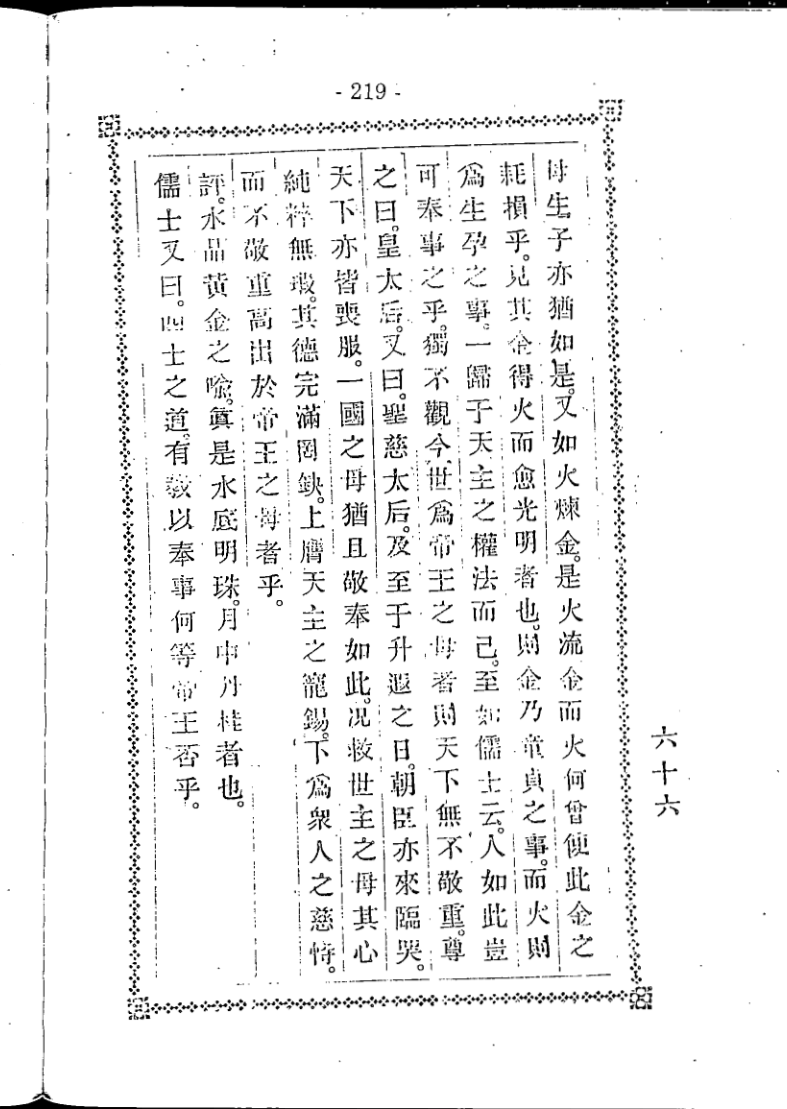 - 219 -
母生子亦猶如是。又如火煉金。是火流金而火何曾使此金之
耗損乎。見其金得火而愈光明者也。則金乃童貞之事。而火則
爲生孕之事。一歸于天主之權法而已。至如儒士云。人如此豈
可奉事之乎。獨不觀今世爲帝王之母者則天下無不敬重。尊
之曰。皇太后。又曰。聖慈太后。及至于升遐之日。朝臣亦來臨哭。
天下亦皆喪服。一國之母猶且敬奉如此。况救世主之母其心
純粹無瑕。其德完滿罔缺。上膺天主之寵錫。下爲衆人之慈恃。
而不敬重高出於帝王之母者乎。
評。水晶黄金之喩。眞是水底明珠。月中丹桂者也。
儒士又曰。四士之道。有敎以奉事何等帝王否乎。
六十六